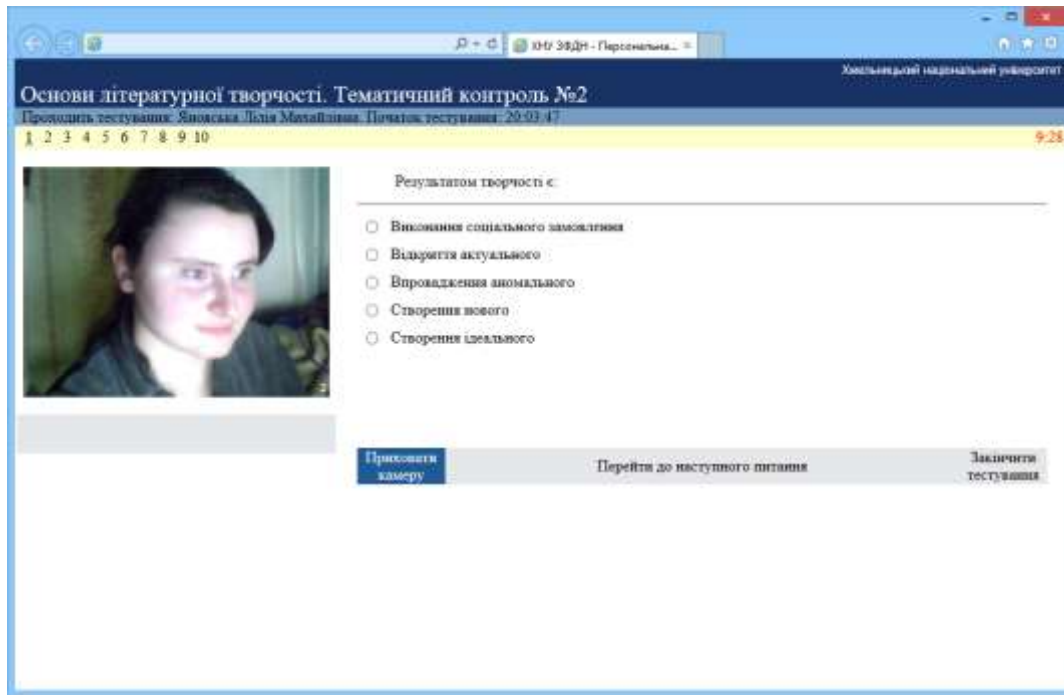 ХНУ ЗФДН - Персональна...
Хмельницький національний університет
Основи літературної творчості. Тематичний контроль №2
Проходить тестування: Яновська Лілія Михайлівна. Початок тестування: 20:03:47
1 2 3 4 5 6 7 8 9 10
9:28
Результатом творчості є:
Виконання соціального замовлення
Відкриття актуального
Впровадження аномального
Створення нового
Створення ідеального
Приховати
камеру
Перейти до наступного питання
Закінчити
тестування